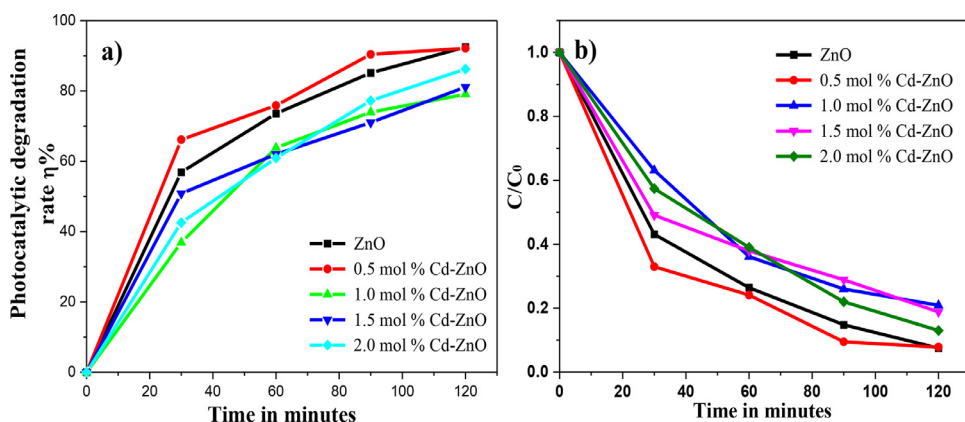 a)
Photocatalytic degradation
rate η%
100
80
60
40
20
0
ZnO
0.5 mol % Cd-ZnO
1.0 mol % Cd-ZnO
1.5 mol % Cd-ZnO
2.0 mol % Cd-ZnO
0 20 40 60 80 100 120
Time in minutes
b)
C/C₀
1.0
0.8
0.6
0.4
0.2
0.0
ZnO
0.5 mol % Cd-ZnO
1.0 mol % Cd-ZnO
1.5 mol % Cd-ZnO
2.0 mol % Cd-ZnO
0 20 40 60 80 100 120
Time in minutes